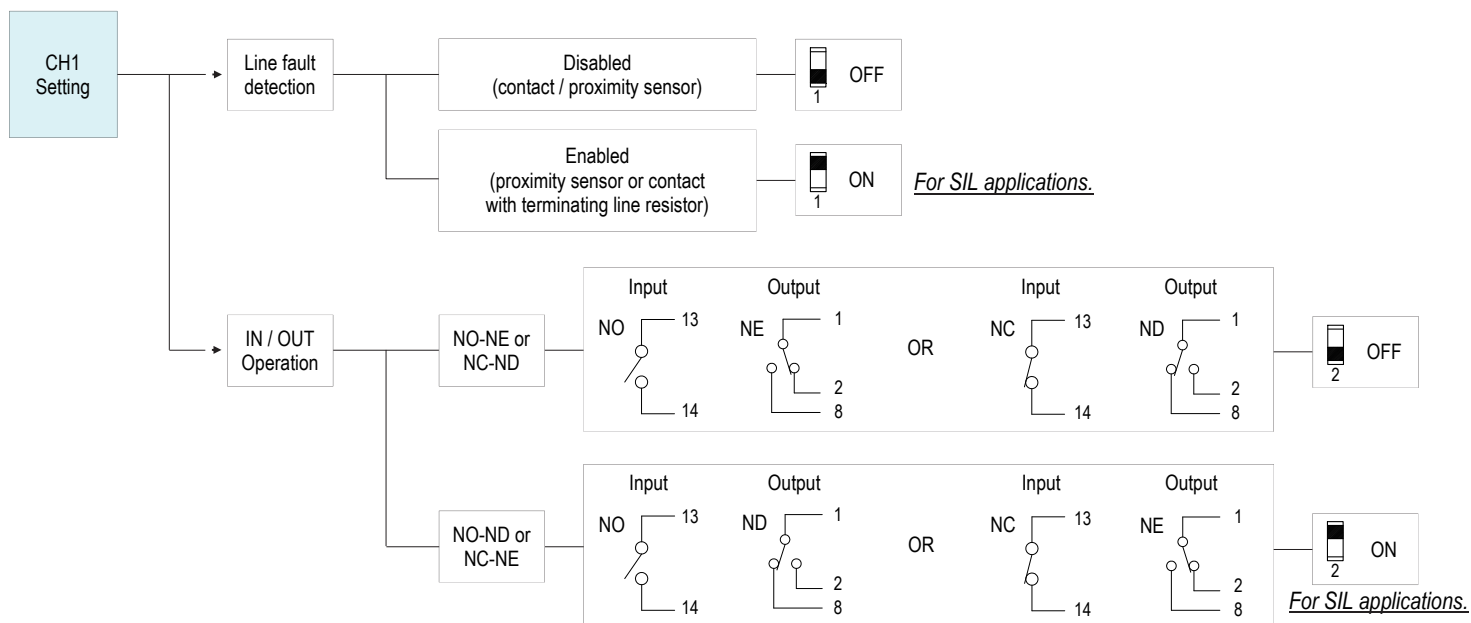 CH1
Setting
Line fault
detection
Disabled
(contact / proximity sensor)
1
OFF
Enabled
(proximity sensor or contact
with terminating line resistor)
1
ON
For SIL applications.
IN / OUT
Operation
NO-NE or
NC-ND
Input
Output
NO
13
14
NE
1
2
8
OR
Input
Output
NC
13
14
ND
1
2
8
2
OFF
NO-ND or
NC-NE
Input
Output
NO
13
14
ND
1
2
8
OR
Input
Output
NC
13
14
NE
1
2
8
2
ON
For SIL applications.